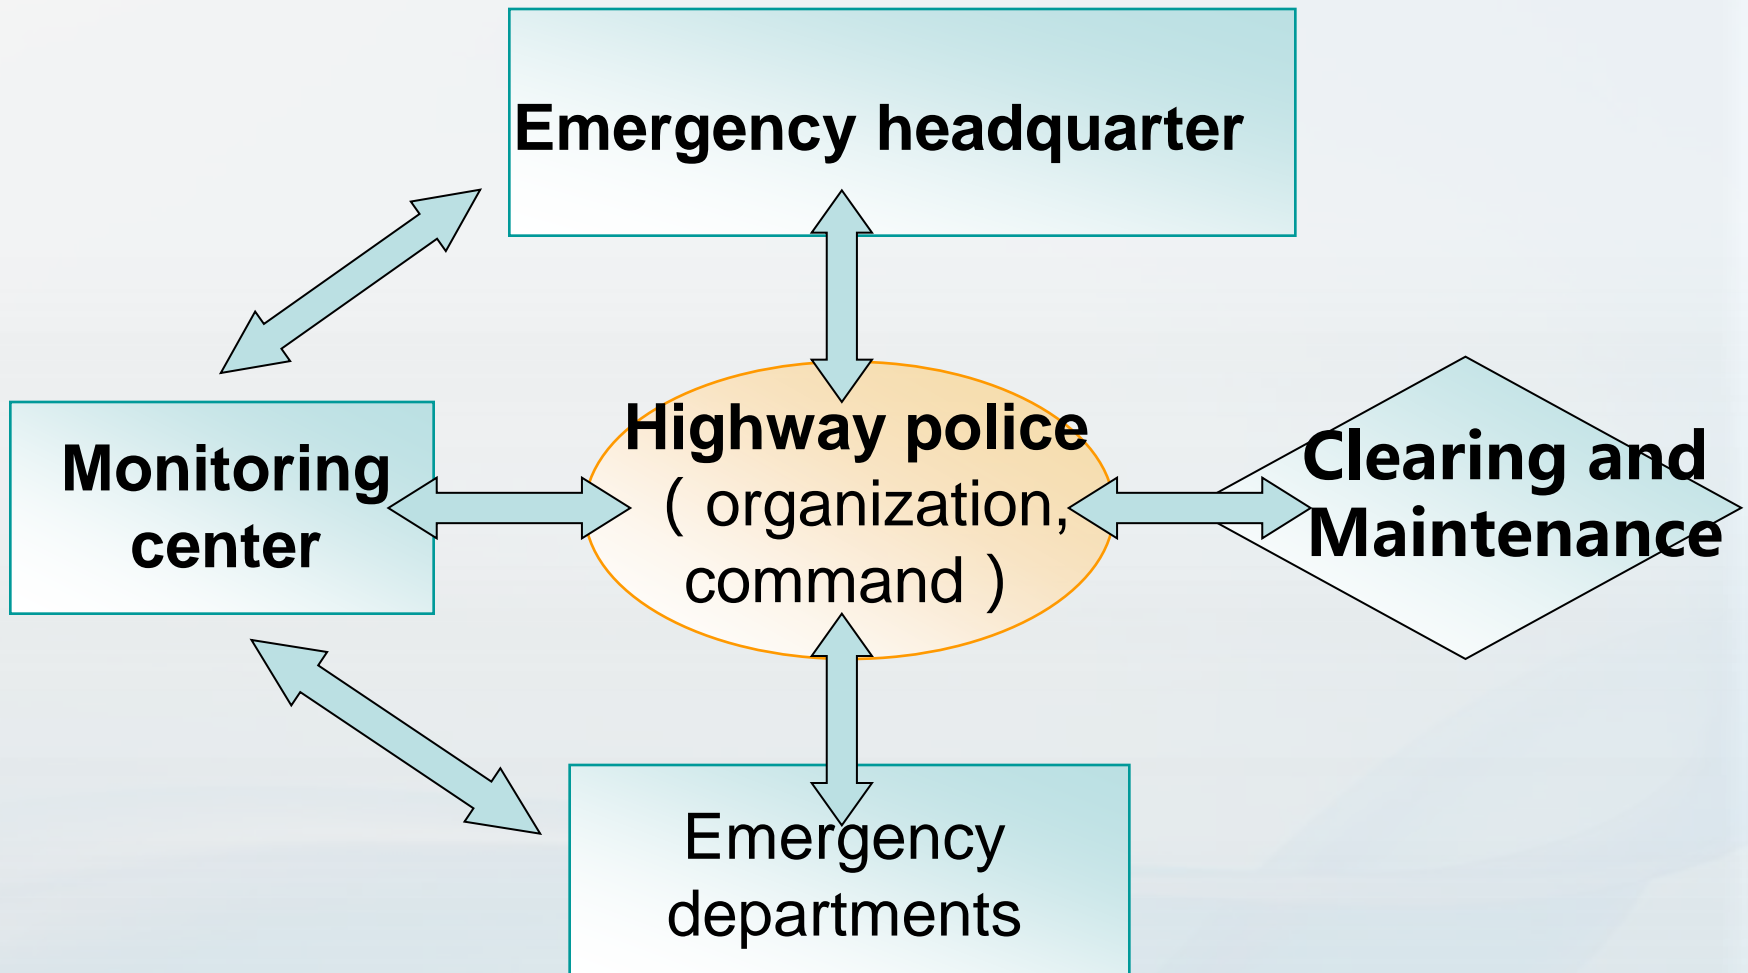 Emergency headquarter
Monitoring
center
Highway police
( organization,
command )
Clearing and
Maintenance
Emergency
departments